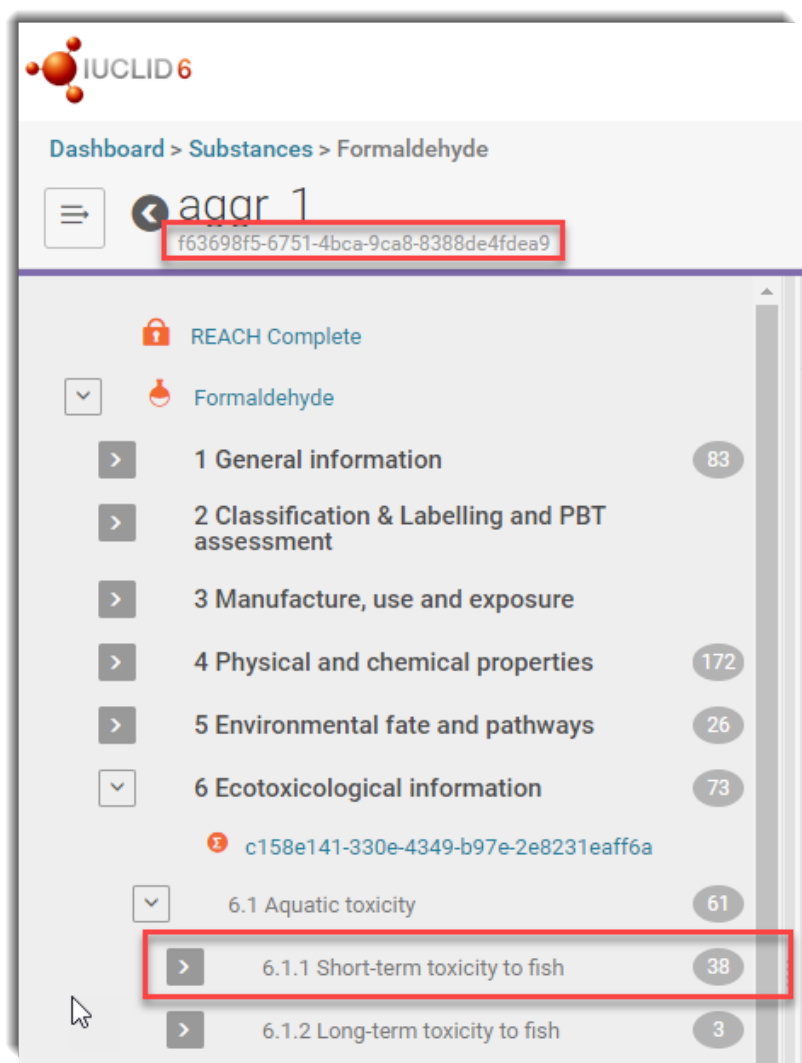 IUCLID 6
Dashboard > Substances > Formaldehyde
aggr_1
f63698f5-6751-4bca-9ca8-8388de4fdea9
REACH Complete
Formaldehyde
1 General information 83
2 Classification & Labelling and PBT
assessment
3 Manufacture, use and exposure
4 Physical and chemical properties 172
5 Environmental fate and pathways 26
6 Ecotoxicological information 73
Σ c158e141-330e-4349-b97e-2e8231eaff6a
6.1 Aquatic toxicity 61
6.1.1 Short-term toxicity to fish 38
6.1.2 Long-term toxicity to fish 3